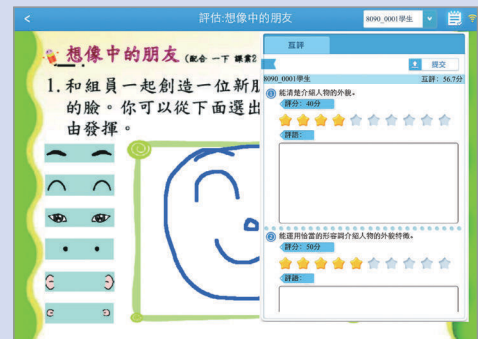 評估:想像中的朋友
8090_0001學生
想像中的朋友(配合 一下 課業2
1.和組員一起創造一位新朋
的臉。你可以從下面選出
由發揮。
互評
提交
8090_0001學生
互評: 56.7分
1 能清楚介紹人物的外貌。
評分: 40分
評語:
2 能運用恰當的形容詞介紹人物的外貌特徵。
評分: 50分
評語: